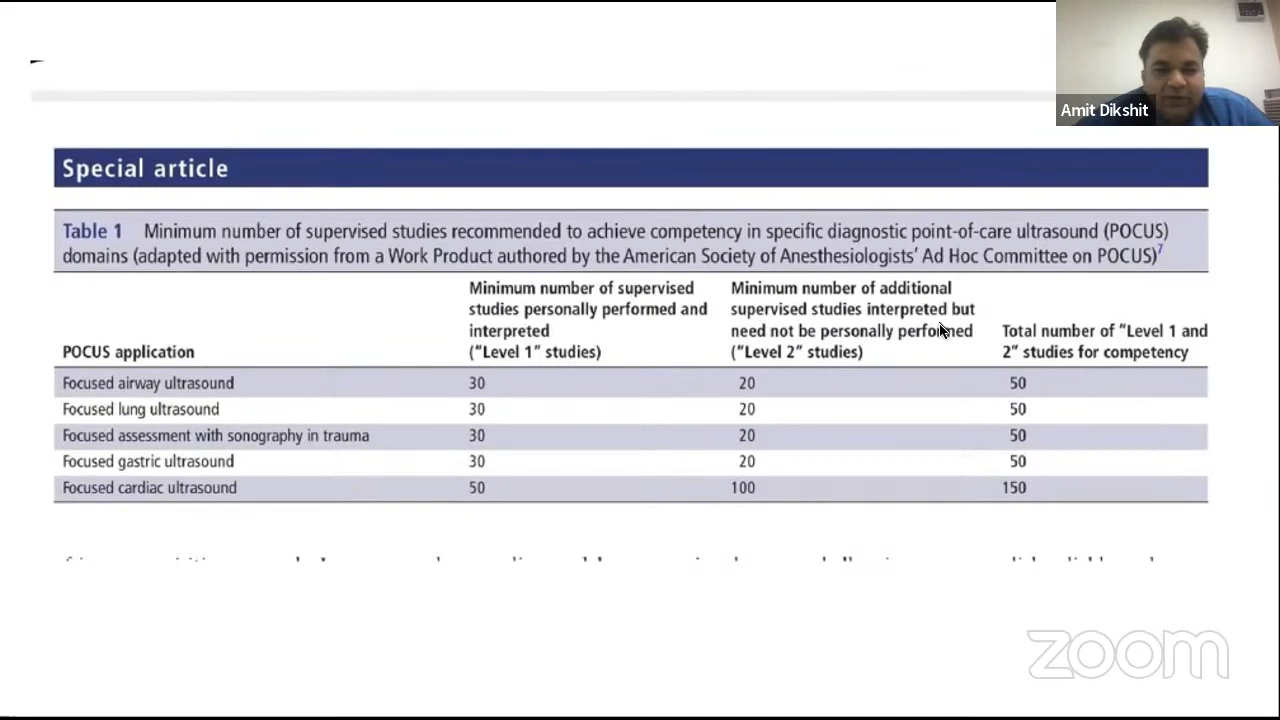 Amit Dikshit
Special article
Table 1 Minimum number of supervised studies recommended to achieve competency in specific diagnostic point-of-care ultrasound (POCUS)
domains (adapted with permission from a Work Product authored by the American Society of Anesthesiologists' Ad Hoc Committee on POCUS)7
Minimum number of supervised
studies personally performed and
interpreted
("Level 1" studies)
Minimum number of additional
supervised studies interpreted but
need not be personally performed
("Level 2" studies)
Total number of "Level 1 and
2" studies for competency
POCUS application
Focused airway ultrasound 30 20 50
Focused lung ultrasound 30 20 50
Focused assessment with sonography in trauma 30 20 50
Focused gastric ultrasound 30 20 50
Focused cardiac ultrasound 50 100 150
zoom